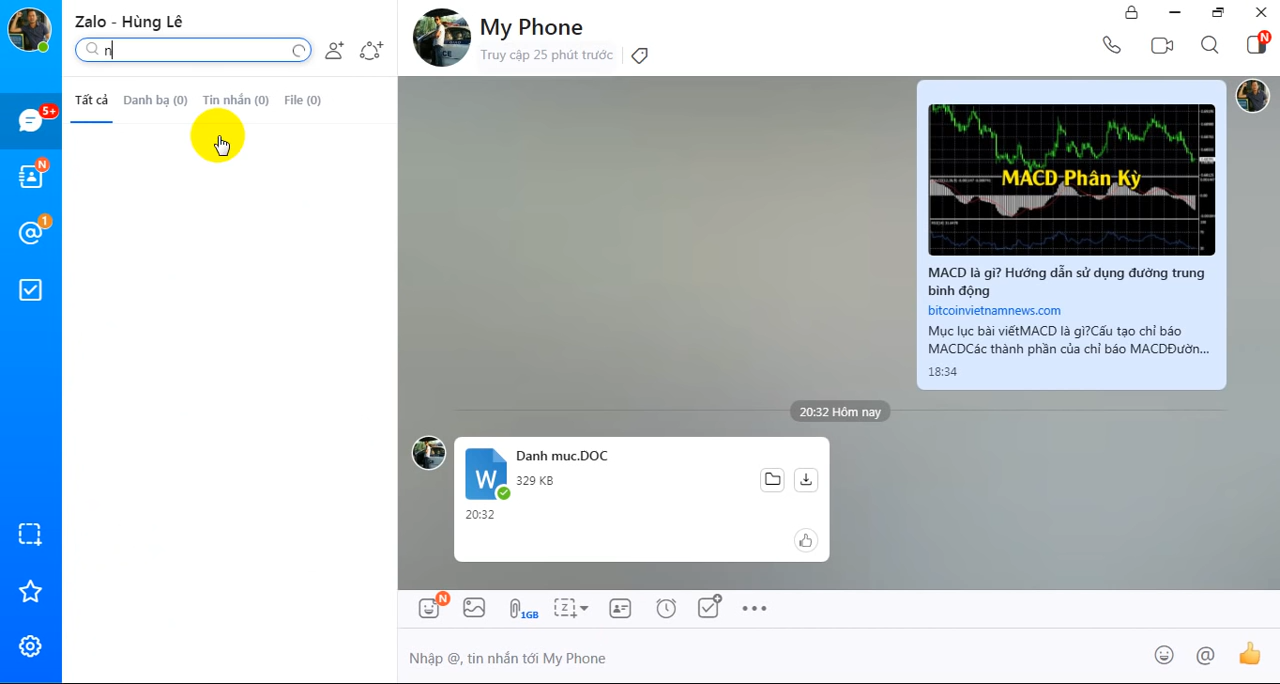 Zalo - Hùng Lê
n
Tất cả
Danh bạ (0)
Tin nhắn (0)
File (0)
5+
N
1
My Phone
Truy cập 25 phút trước
N
MACD Phân Kỳ
MACD là gì? Hướng dẫn sử dụng đường trung
bình động
bitcoinvietnamnews.com
Mục lục bài viếtMACD là gì?Cấu tạo chỉ báo
MACDCác thành phần của chỉ báo MACDĐườn...
18:34
20:32 Hôm nay
W
Danh muc.DOC
329 KB
20:32
N
1GB
Z
Nhập @, tin nhắn tới My Phone